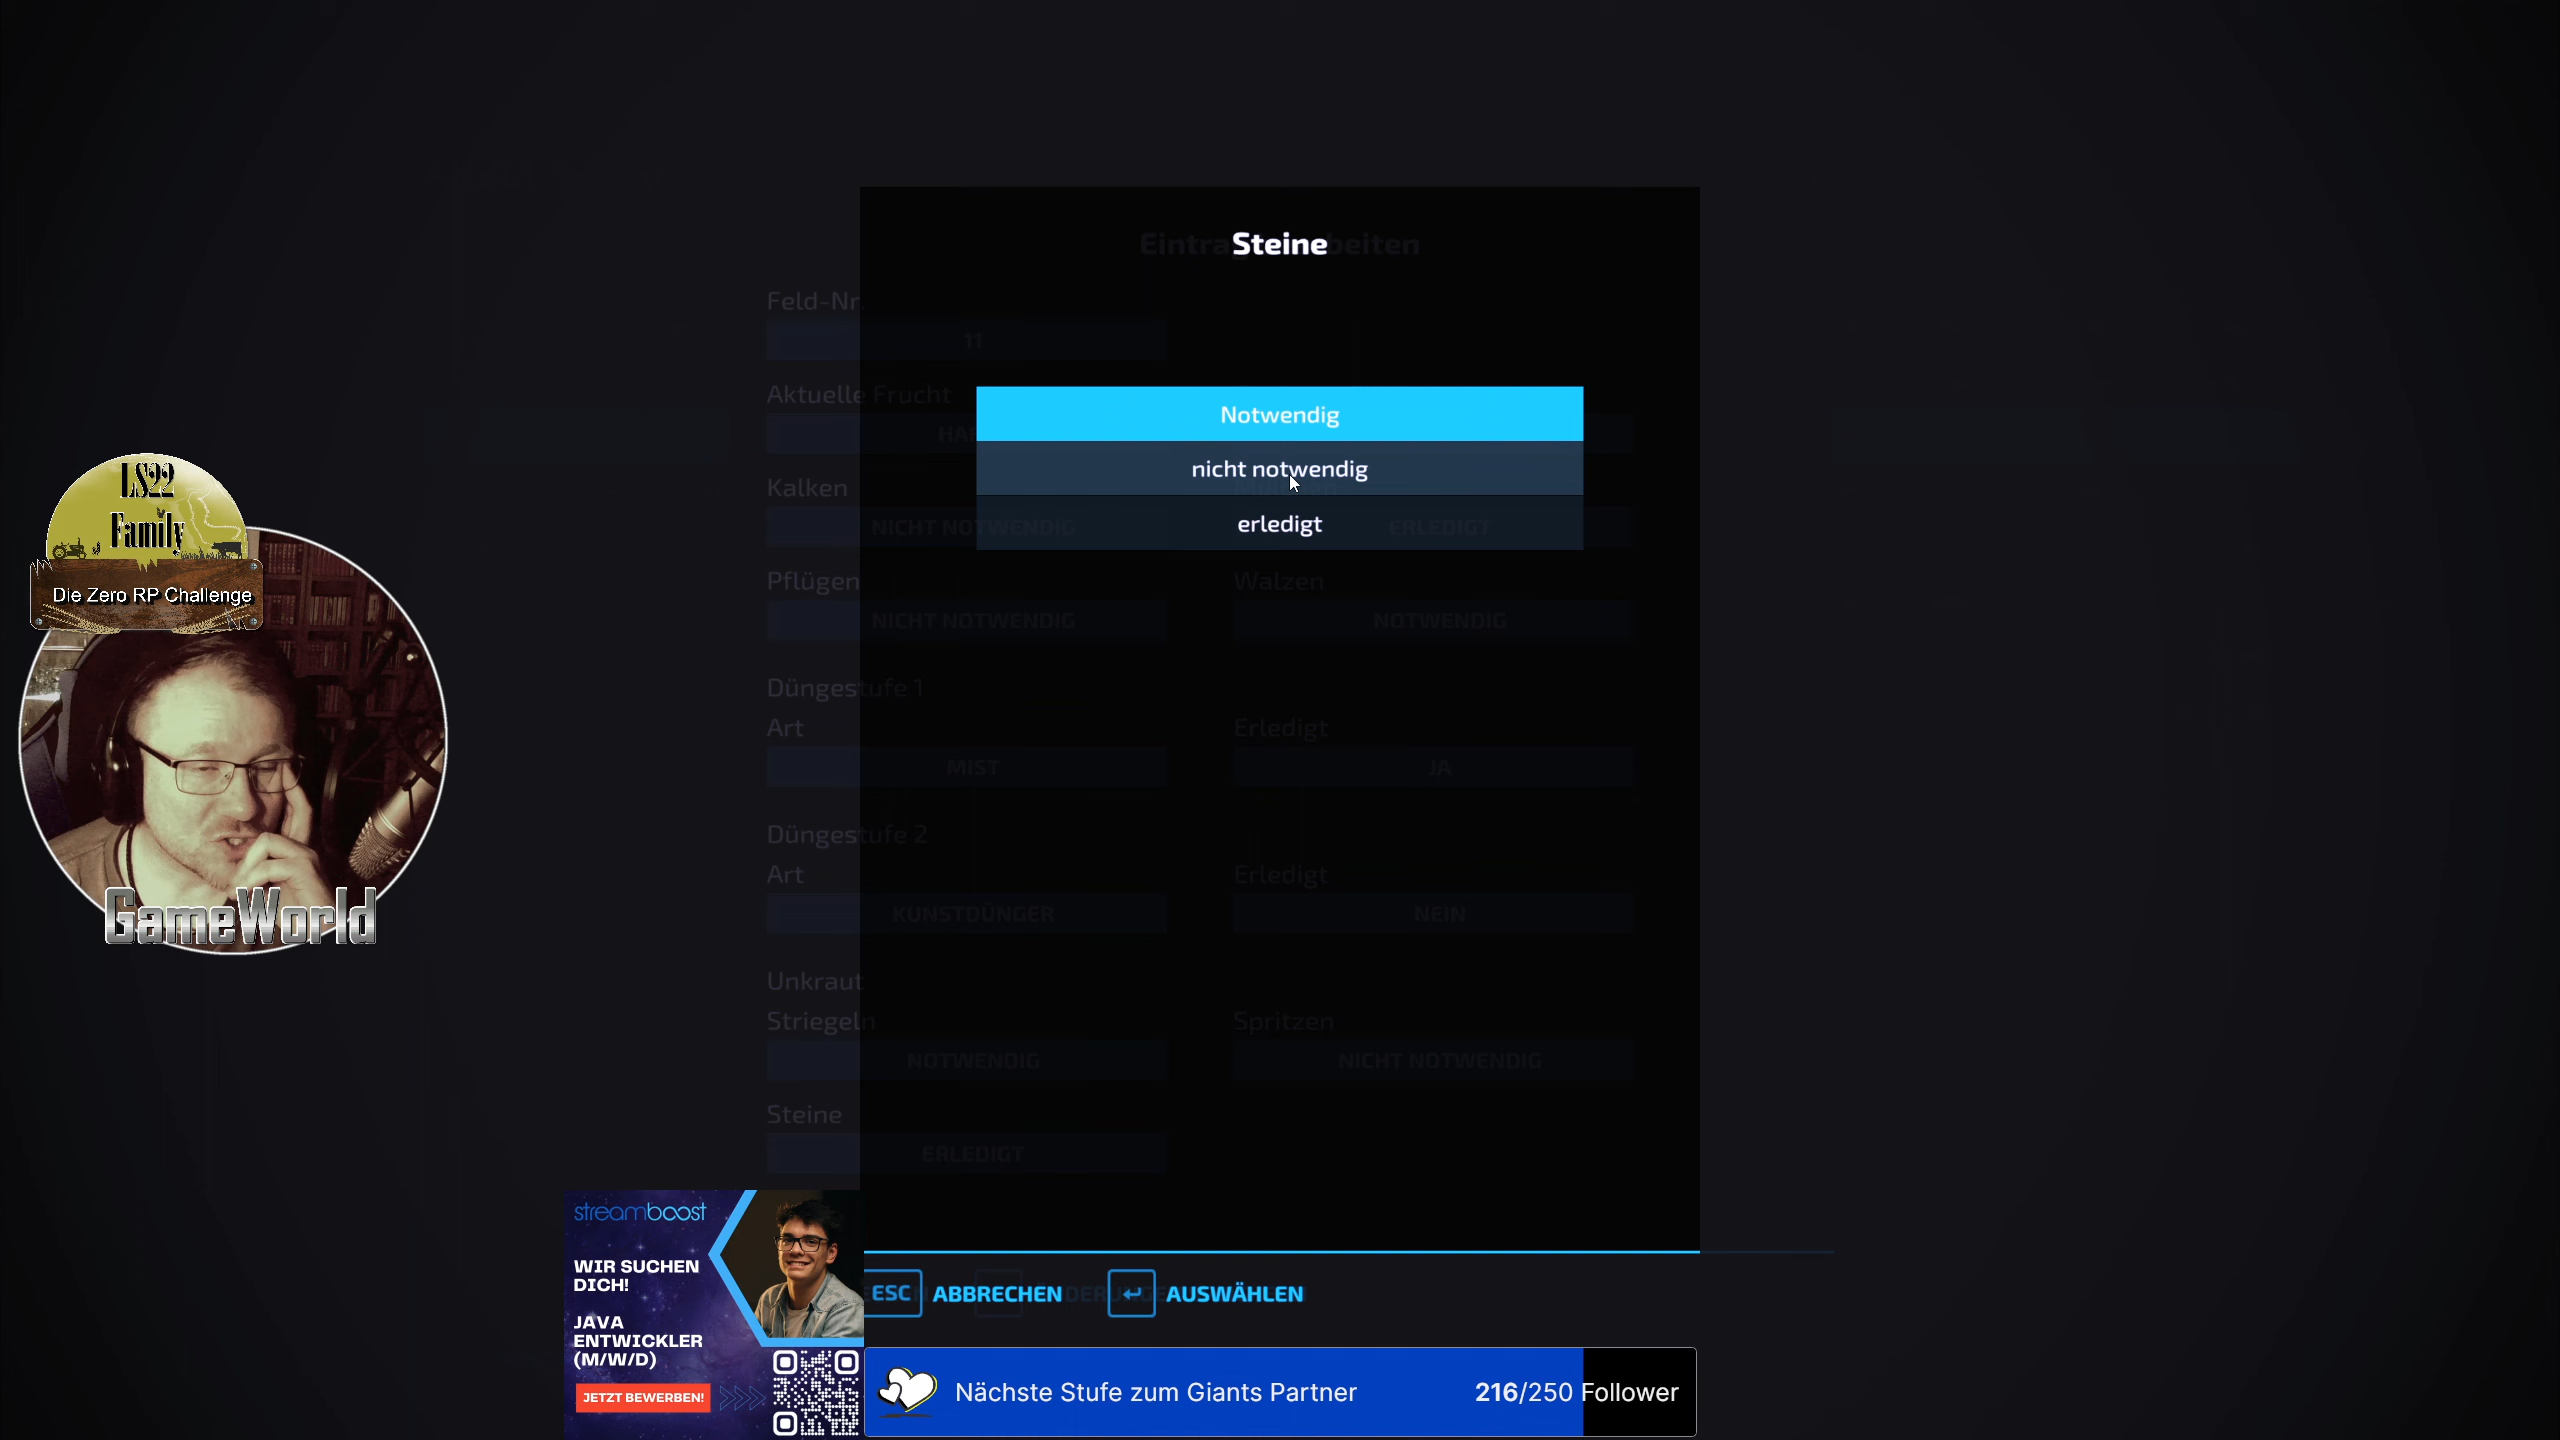 Steine
Feld-Nr.
11
Aktuelle Frucht
Notwendig
nicht notwendig
erledigt
Kalken
NICHT NOTWENDIG
ERLEDIGT
Pflügen
Walzen
NICHT NOTWENDIG
NOTWENDIG
Düngestufe 1
Art
Erledigt
MIST
JA
Düngestufe 2
Art
Erledigt
KUNSTDÜNGER
NEIN
Unkraut
Striegeln
Spritzen
NOTWENDIG
NICHT NOTWENDIG
Steine
ERLEDIGT
ESC ABBRECHEN
AUSWÄHLEN
LS22
Family
Die Zero RP Challenge
GameWorld
streamboost
WIR SUCHEN
DICH!
JAVA
ENTWICKLER
(M/W/D)
JETZT BEWERBEN!
Nächste Stufe zum Giants Partner
216/250 Follower